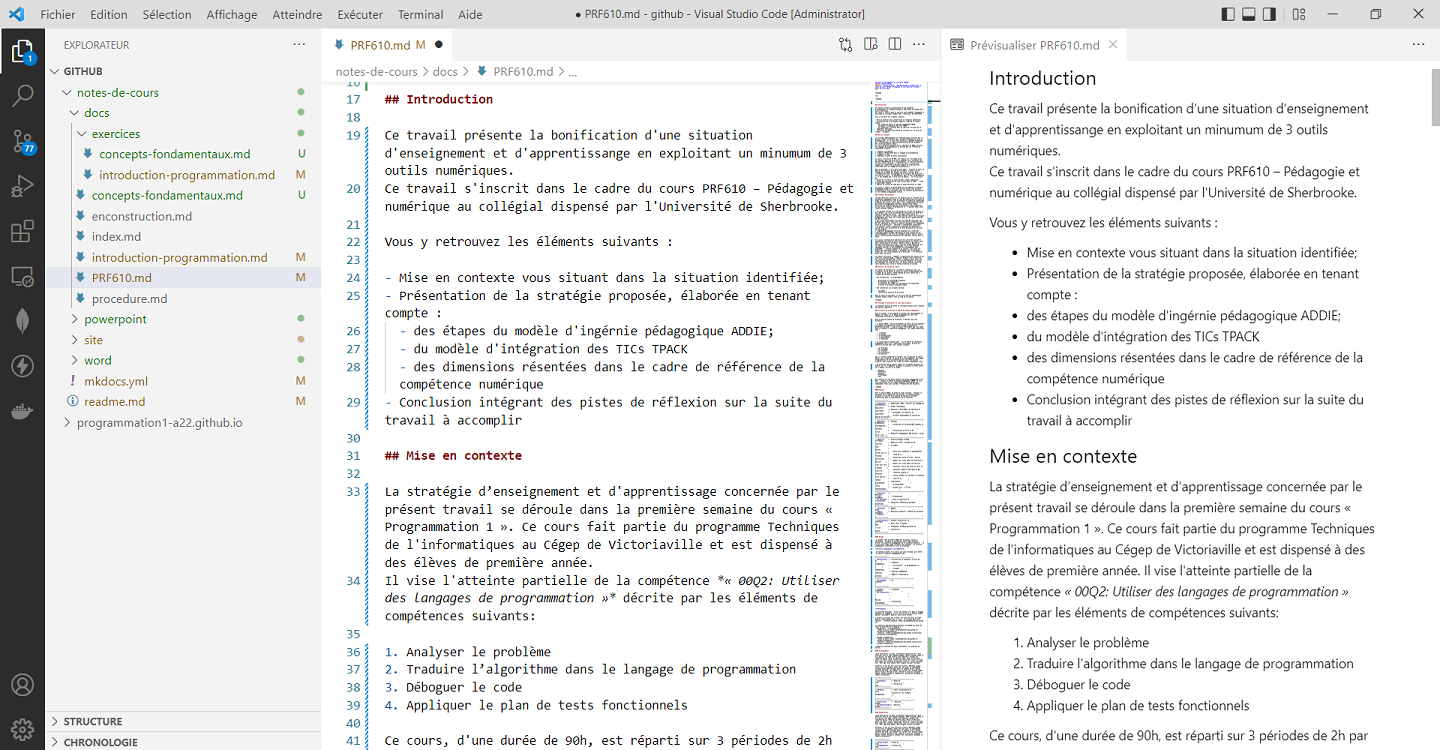 Fichier Edition Sélection Affichage Atteindre Exécuter Terminal Aide
● PRF610.md - github - Visual Studio Code [Administrator]
1
77
EXPLORATEUR
GITHUB
notes-de-cours
docs
exercices
concepts-fondamentaux.md U
introduction-programmation.md M
concepts-fondamentaux.md U
enconstruction.md
index.md
introduction-programmation.md M
PRF610.md M
procedure.md
powerpoint
site
word
mkdocs.yml M
readme.md M
programmation1-a22.github.io
STRUCTURE
CHRONOLOGIE
PRF610.md M ●
notes-de-cours > docs > PRF610.md > ...
16
17 ## Introduction
18
19 Ce travail présente la bonification d'une situation
d'enseignement et d'apprentissange en exploitant un minumum de 3
outils numériques.
20 Ce travail s'inscrit dans le cadre du cours PRF610 – Pédagogie et
numérique au collégial dispensé par l'Université de Sherbrooke.
21
22 Vous y retrouvez les éléments suivants :
23
24 - Mise en contexte vous situant dans la situation identifiée;
25 - Présentation de la stratégie proposée, élaborée en tenant
compte :
26 - des étapes du modèle d'ingérnie pédagogique ADDIE;
27 - du modèle d'intégration des TICs TPACK
28 - des dimensions résentées dans le cadre de référence de la
compétence numérique
29 - Conclusion intégrant des pistes de réflexion sur la suite du
travail à accomplir
30
31 ## Mise en contexte
32
33 La stratégie d’enseignement et d'apprentissage concernée par le
présent travail se déroule dans la première semaine du cours «
Programmation 1 ». Ce cours fait partie du programme Techniques
de l'informatiques au Cégep de Victoriaville et est dispensé à
des élèves de première année.
34 Il vise l'atteinte partielle de la compétence *« 00Q2: Utiliser
des langages de programmation »* décrite par les éléments de
compétences suivants:
35
36 1. Analyser le problème
37 2. Traduire l’algorithme dans le langage de programmation
38 3. Déboguer le code
39 4. Appliquer le plan de tests fonctionnels
40
41 Ce cours, d'une durée de 90h, est réparti sur 3 périodes de 2h
Prévisualiser PRF610.md
Introduction
Ce travail présente la bonification d'une situation d'enseignement
et d'apprentissange en exploitant un minumum de 3 outils
numériques.
Ce travail s'inscrit dans le cadre du cours PRF610 – Pédagogie et
numérique au collégial dispensé par l'Université de Sherbrooke.
Vous y retrouvez les éléments suivants :
• Mise en contexte vous situant dans la situation identifiée;
• Présentation de la stratégie proposée, élaborée en tenant
compte :
• des étapes du modèle d'ingérnie pédagogique ADDIE;
• du modèle d'intégration des TICs TPACK
• des dimensions résentées dans le cadre de référence de la
compétence numérique
• Conclusion intégrant des pistes de réflexion sur la suite du
travail à accomplir
Mise en contexte
La stratégie d’enseignement et d'apprentissage concernée par le
présent travail se déroule dans la première semaine du cours «
Programmation 1 ». Ce cours fait partie du programme Techniques
de l'informatiques au Cégep de Victoriaville et est dispensé à des
élèves de première année. Il vise l'atteinte partielle de la
compétence « 00Q2: Utiliser des langages de programmation »
décrite par les éléments de compétences suivants:
1. Analyser le problème
2. Traduire l’algorithme dans le langage de programmation
3. Déboguer le code
4. Appliquer le plan de tests fonctionnels
Ce cours, d'une durée de 90h, est réparti sur 3 périodes de 2h par